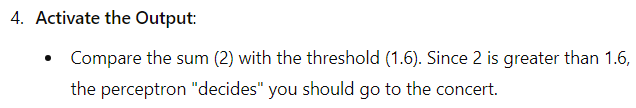 4. Activate the Output:
• Compare the sum (2) with the threshold (1.6). Since 2 is greater than 1.6,
the perceptron "decides" you should go to the concert.